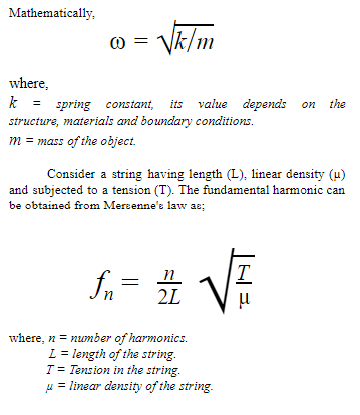 Mathematically,
ω = √k/m
where,
k = spring constant, its value depends on the
structure, materials and boundary conditions.
m = mass of the object.
Consider a string having length (L), linear density (μ)
and subjected to a tension (T). The fundamental harmonic can
be obtained from Mersenne's law as;
fₙ = n/2L √T/μ
where, n = number of harmonics.
L = length of the string.
T = Tension in the string.
μ = linear density of the string.